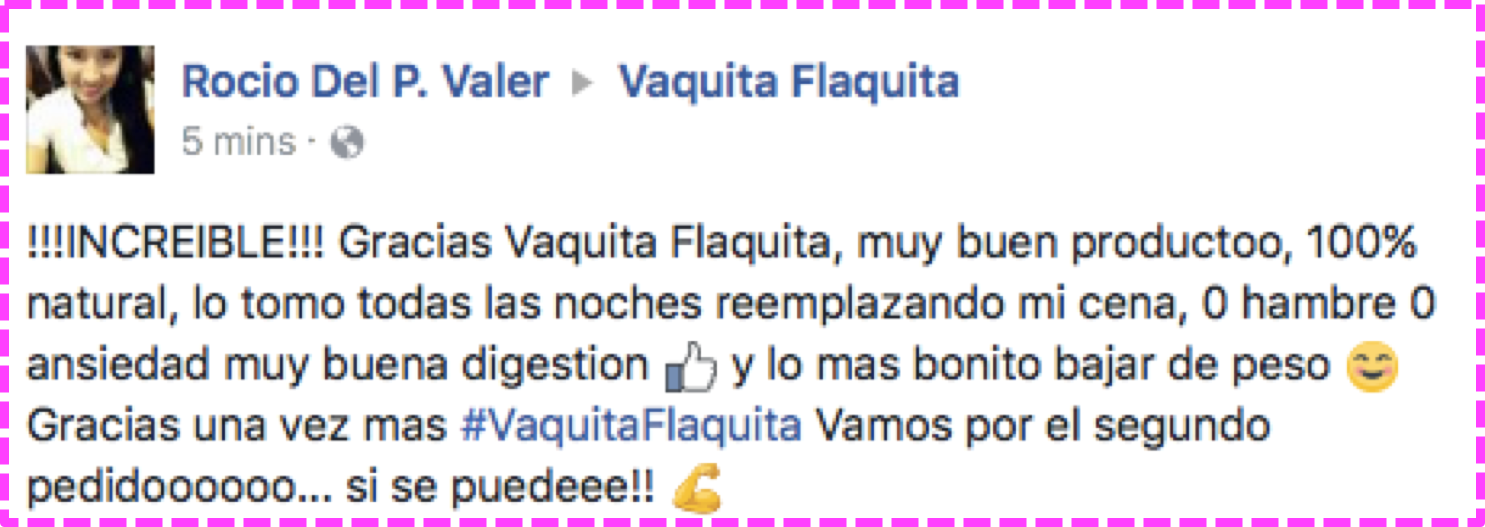 Rocio Del P. Valer ▸ Vaquita Flaquita
5 mins ·
!!!!INCREIBLE!!! Gracias Vaquita Flaquita, muy buen productoo, 100%
natural, lo tomo todas las noches reemplazando mi cena, 0 hambre 0
ansiedad muy buena digestion 👍 y lo mas bonito bajar de peso 😊
Gracias una vez mas #VaquitaFlaquita Vamos por el segundo
pedidoooooo... si se puedeee!! 💪